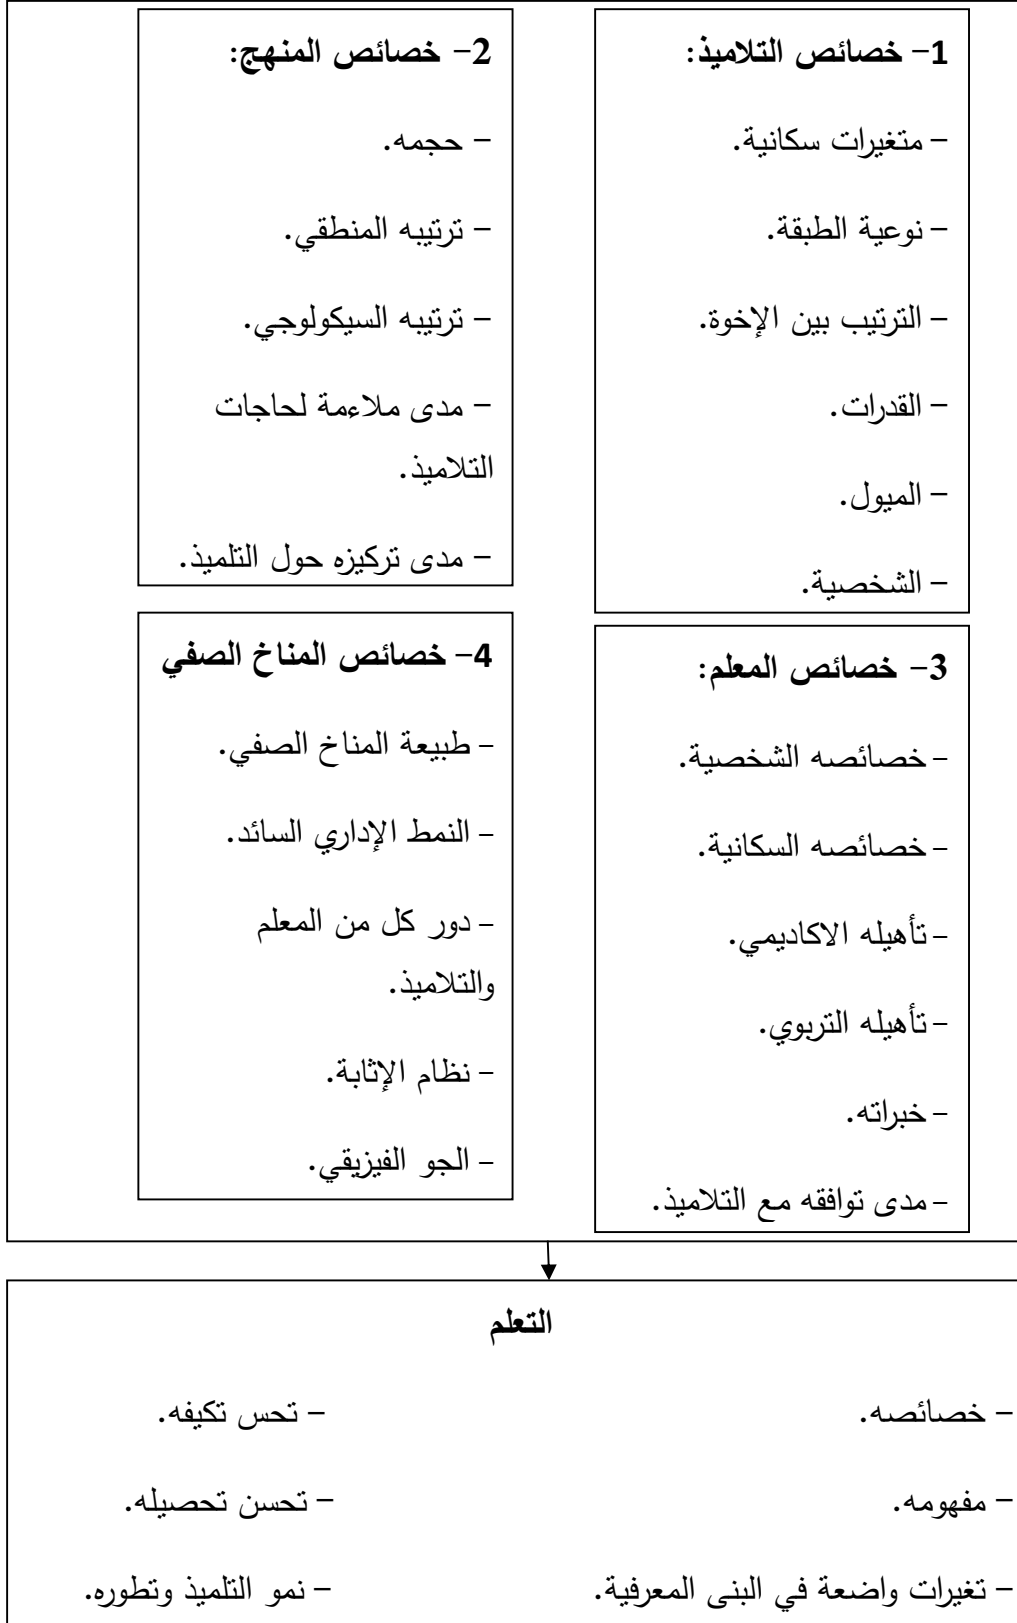 1- خصائص التلاميذ:
- متغيرات سكانية.
- نوعية الطبقة.
- الترتيب بين الإخوة.
- القدرات.
- الميول.
- الشخصية.
2- خصائص المنهج:
- حجمه.
- ترتيبه المنطقي.
- ترتيبه السيكولوجي.
- مدى ملاءمة لحاجات
التلاميذ.
- مدى تركيزه حول التلميذ.
3- خصائص المعلم:
- خصائصه الشخصية.
- خصائصه السكانية.
- تأهيله الاكاديمي.
- تأهيله التربوي.
- خبراته.
- مدى توافقه مع التلاميذ.
4- خصائص المناخ الصفي
- طبيعة المناخ الصفي.
- النمط الإداري السائد.
- دور كل من المعلم
والتلاميذ.
- نظام الإثابة.
- الجو الفيزيقي.
التعلم
- خصائصه.
- مفهومه.
- تغيرات واضعة في البنى المعرفية.
- تحس تكيفه.
- تحسن تحصيله.
- نمو التلميذ وتطوره.